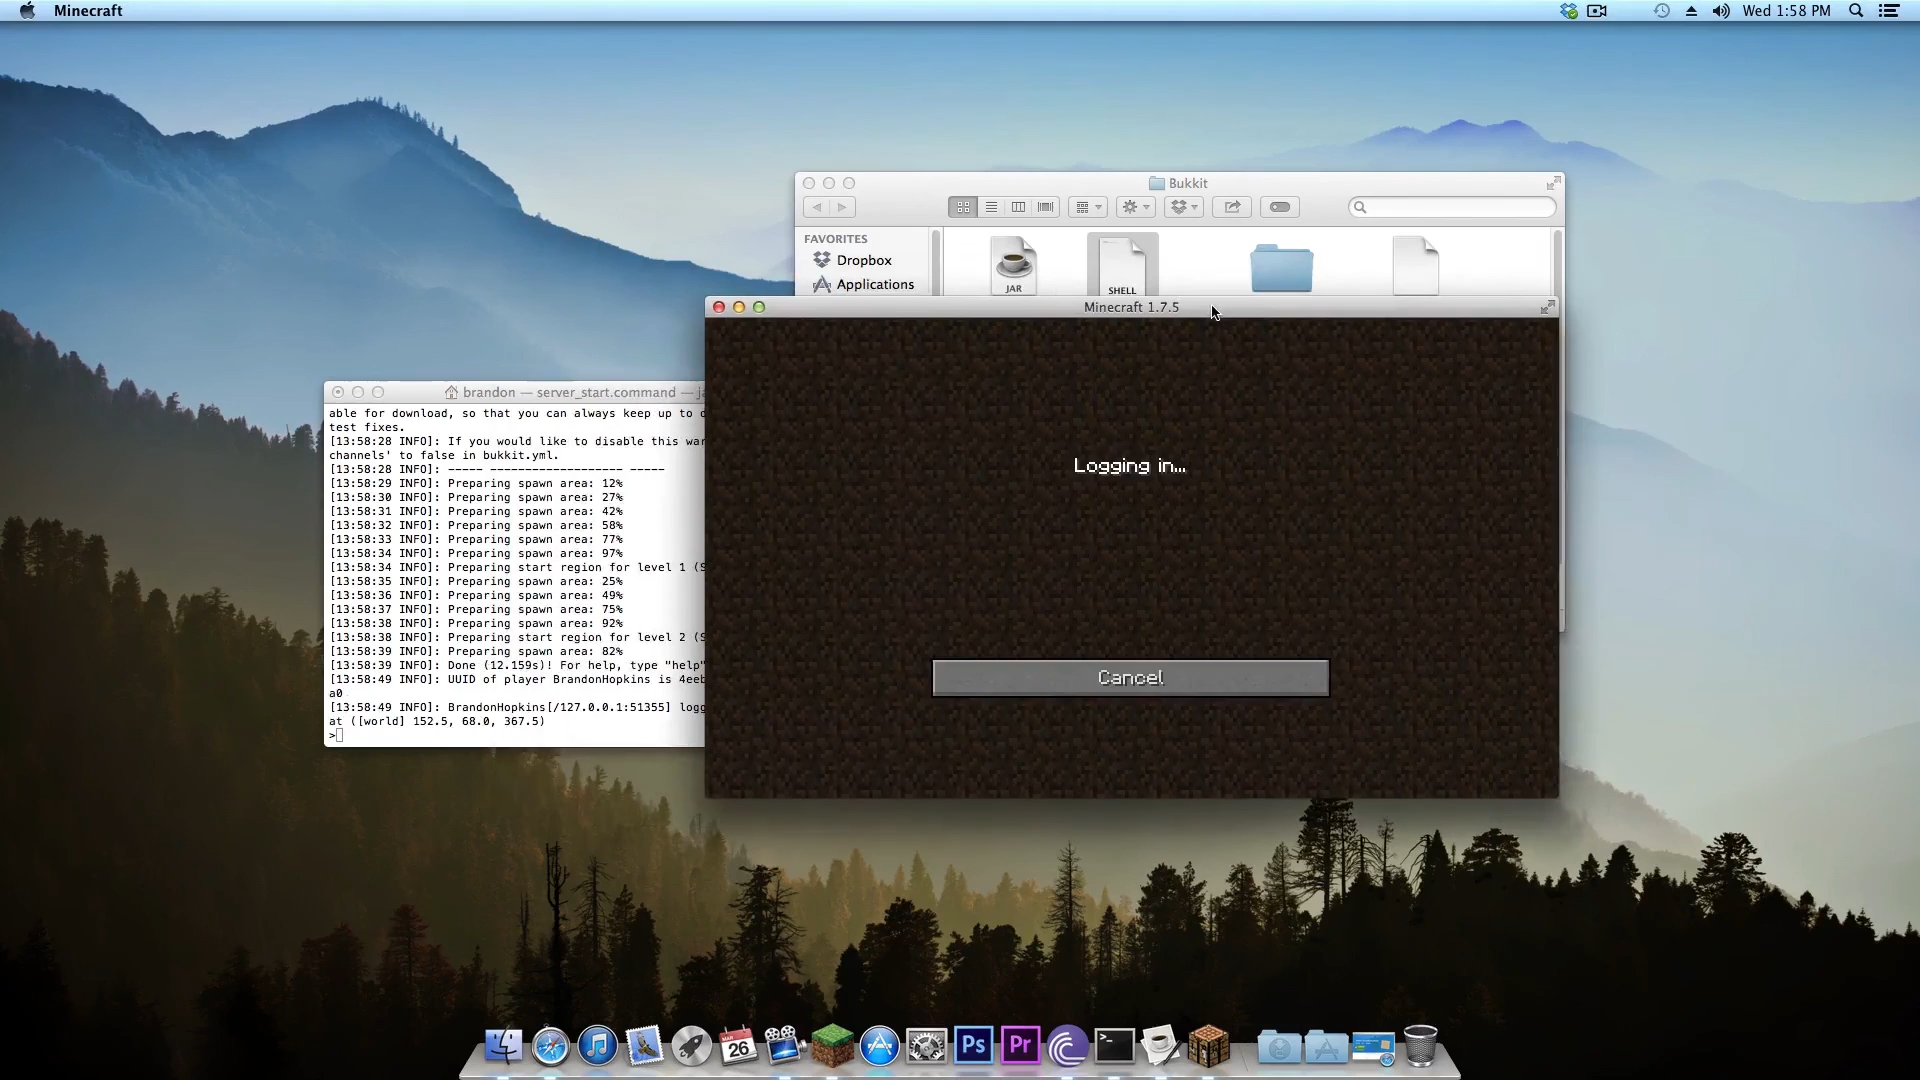 Minecraft
Wed 1:58 PM
Bukkit
FAVORITES
Dropbox
Applications
JAR
SHELL
Minecraft 1.7.5
Logging in...
Cancel
brandon — server_start.command —
able for download, so that you can always keep up to
test fixes.
[13:58:28 INFO]: If you would like to disable this
channels' to false in bukkit.yml.
[13:58:28 INFO]: ----- ------------------- -----
[13:58:29 INFO]: Preparing spawn area: 12%
[13:58:30 INFO]: Preparing spawn area: 27%
[13:58:31 INFO]: Preparing spawn area: 42%
[13:58:32 INFO]: Preparing spawn area: 58%
[13:58:33 INFO]: Preparing spawn area: 77%
[13:58:34 INFO]: Preparing spawn area: 97%
[13:58:34 INFO]: Preparing start region for level 1 (S
[13:58:35 INFO]: Preparing spawn area: 25%
[13:58:36 INFO]: Preparing spawn area: 49%
[13:58:37 INFO]: Preparing spawn area: 75%
[13:58:38 INFO]: Preparing spawn area: 92%
[13:58:38 INFO]: Preparing start region for level 2 (S
[13:58:39 INFO]: Preparing spawn area: 82%
[13:58:39 INFO]: Done (12.159s)! For help, type "help"
[13:58:49 INFO]: UUID of player BrandonHopkins is 4eeb
a0
[13:58:49 INFO]: BrandonHopkins[/127.0.0.1:51355] logg
at ([world] 152.5, 68.0, 367.5)
>
MAR
26
Ps
Pr
>_